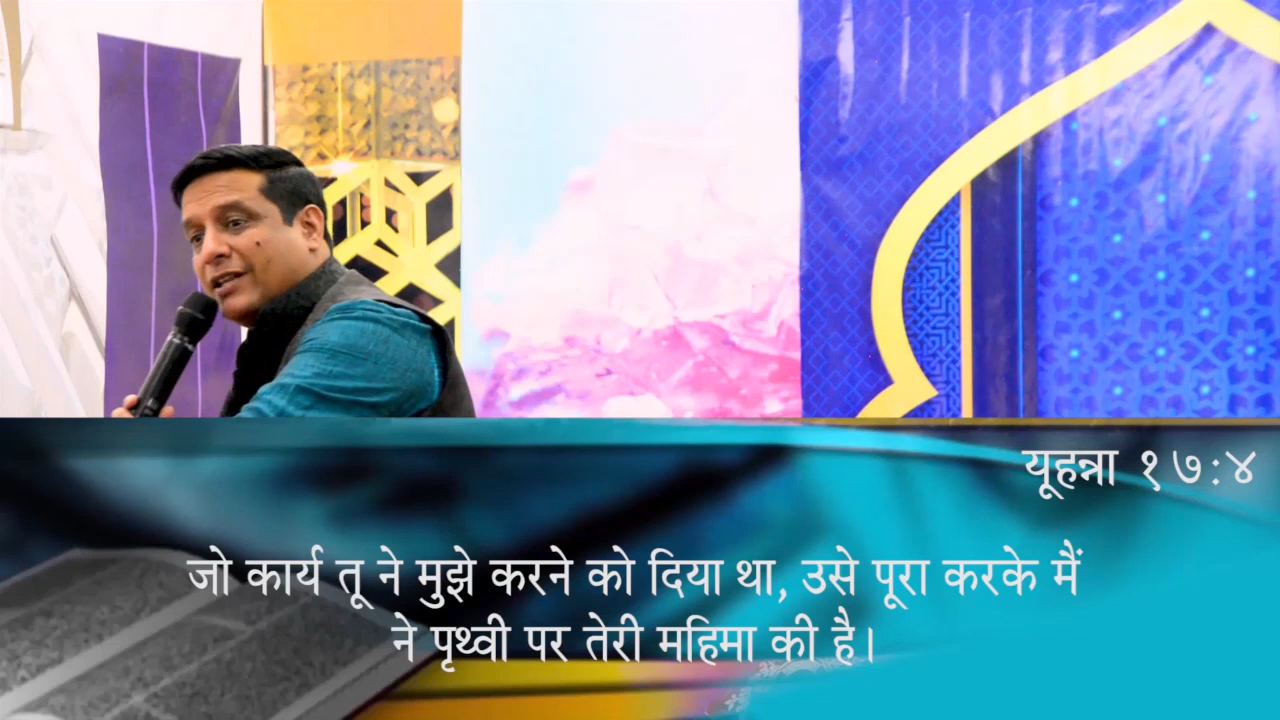 यूहन्ना १७:४
जो कार्य तू ने मुझे करने को दिया था, उसे पूरा करके मैं
ने पृथ्वी पर तेरी महिमा की है।